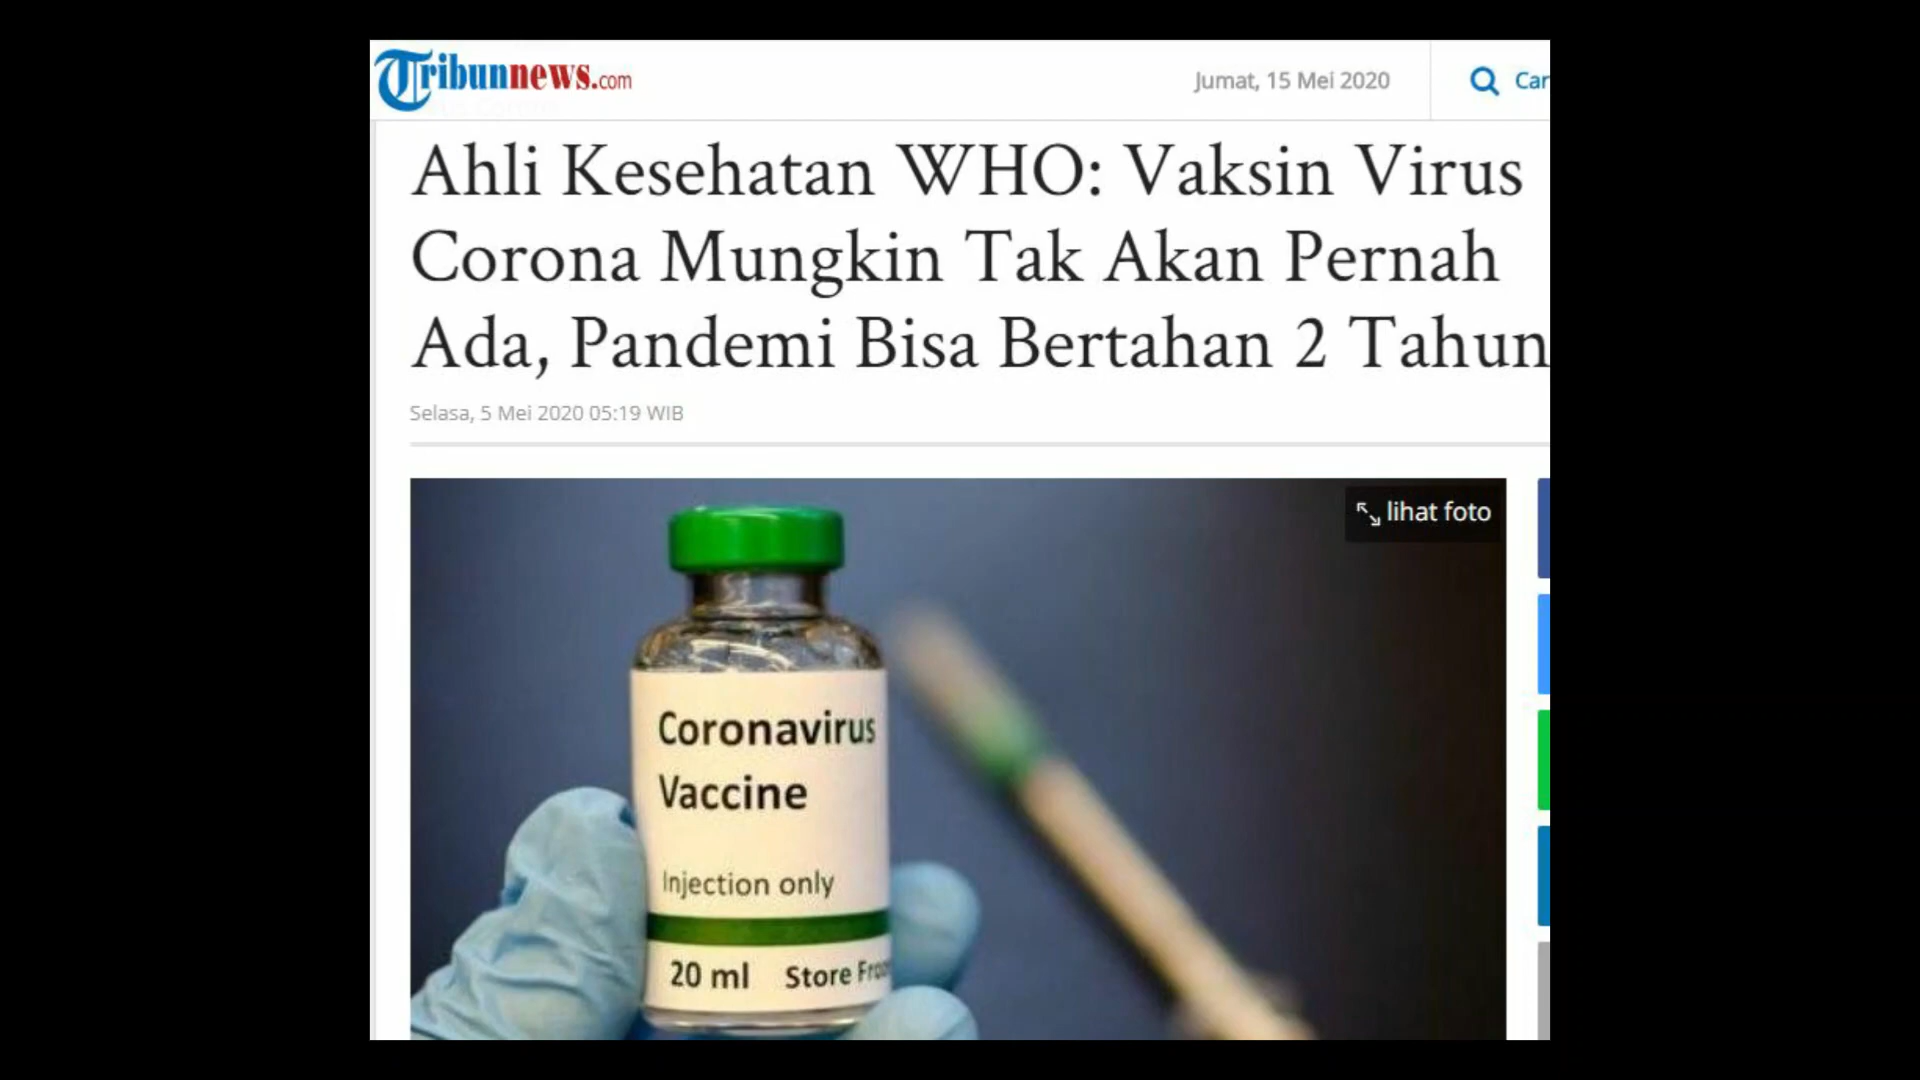 Tribunnews.com
Jumat, 15 Mei 2020
Ahli Kesehatan WHO: Vaksin Virus
Corona Mungkin Tak Akan Pernah
Ada, Pandemi Bisa Bertahan 2 Tahun
Selasa, 5 Mei 2020 05:19 WIB
lihat foto
Coronavirus
Vaccine
Injection only
20 ml Store